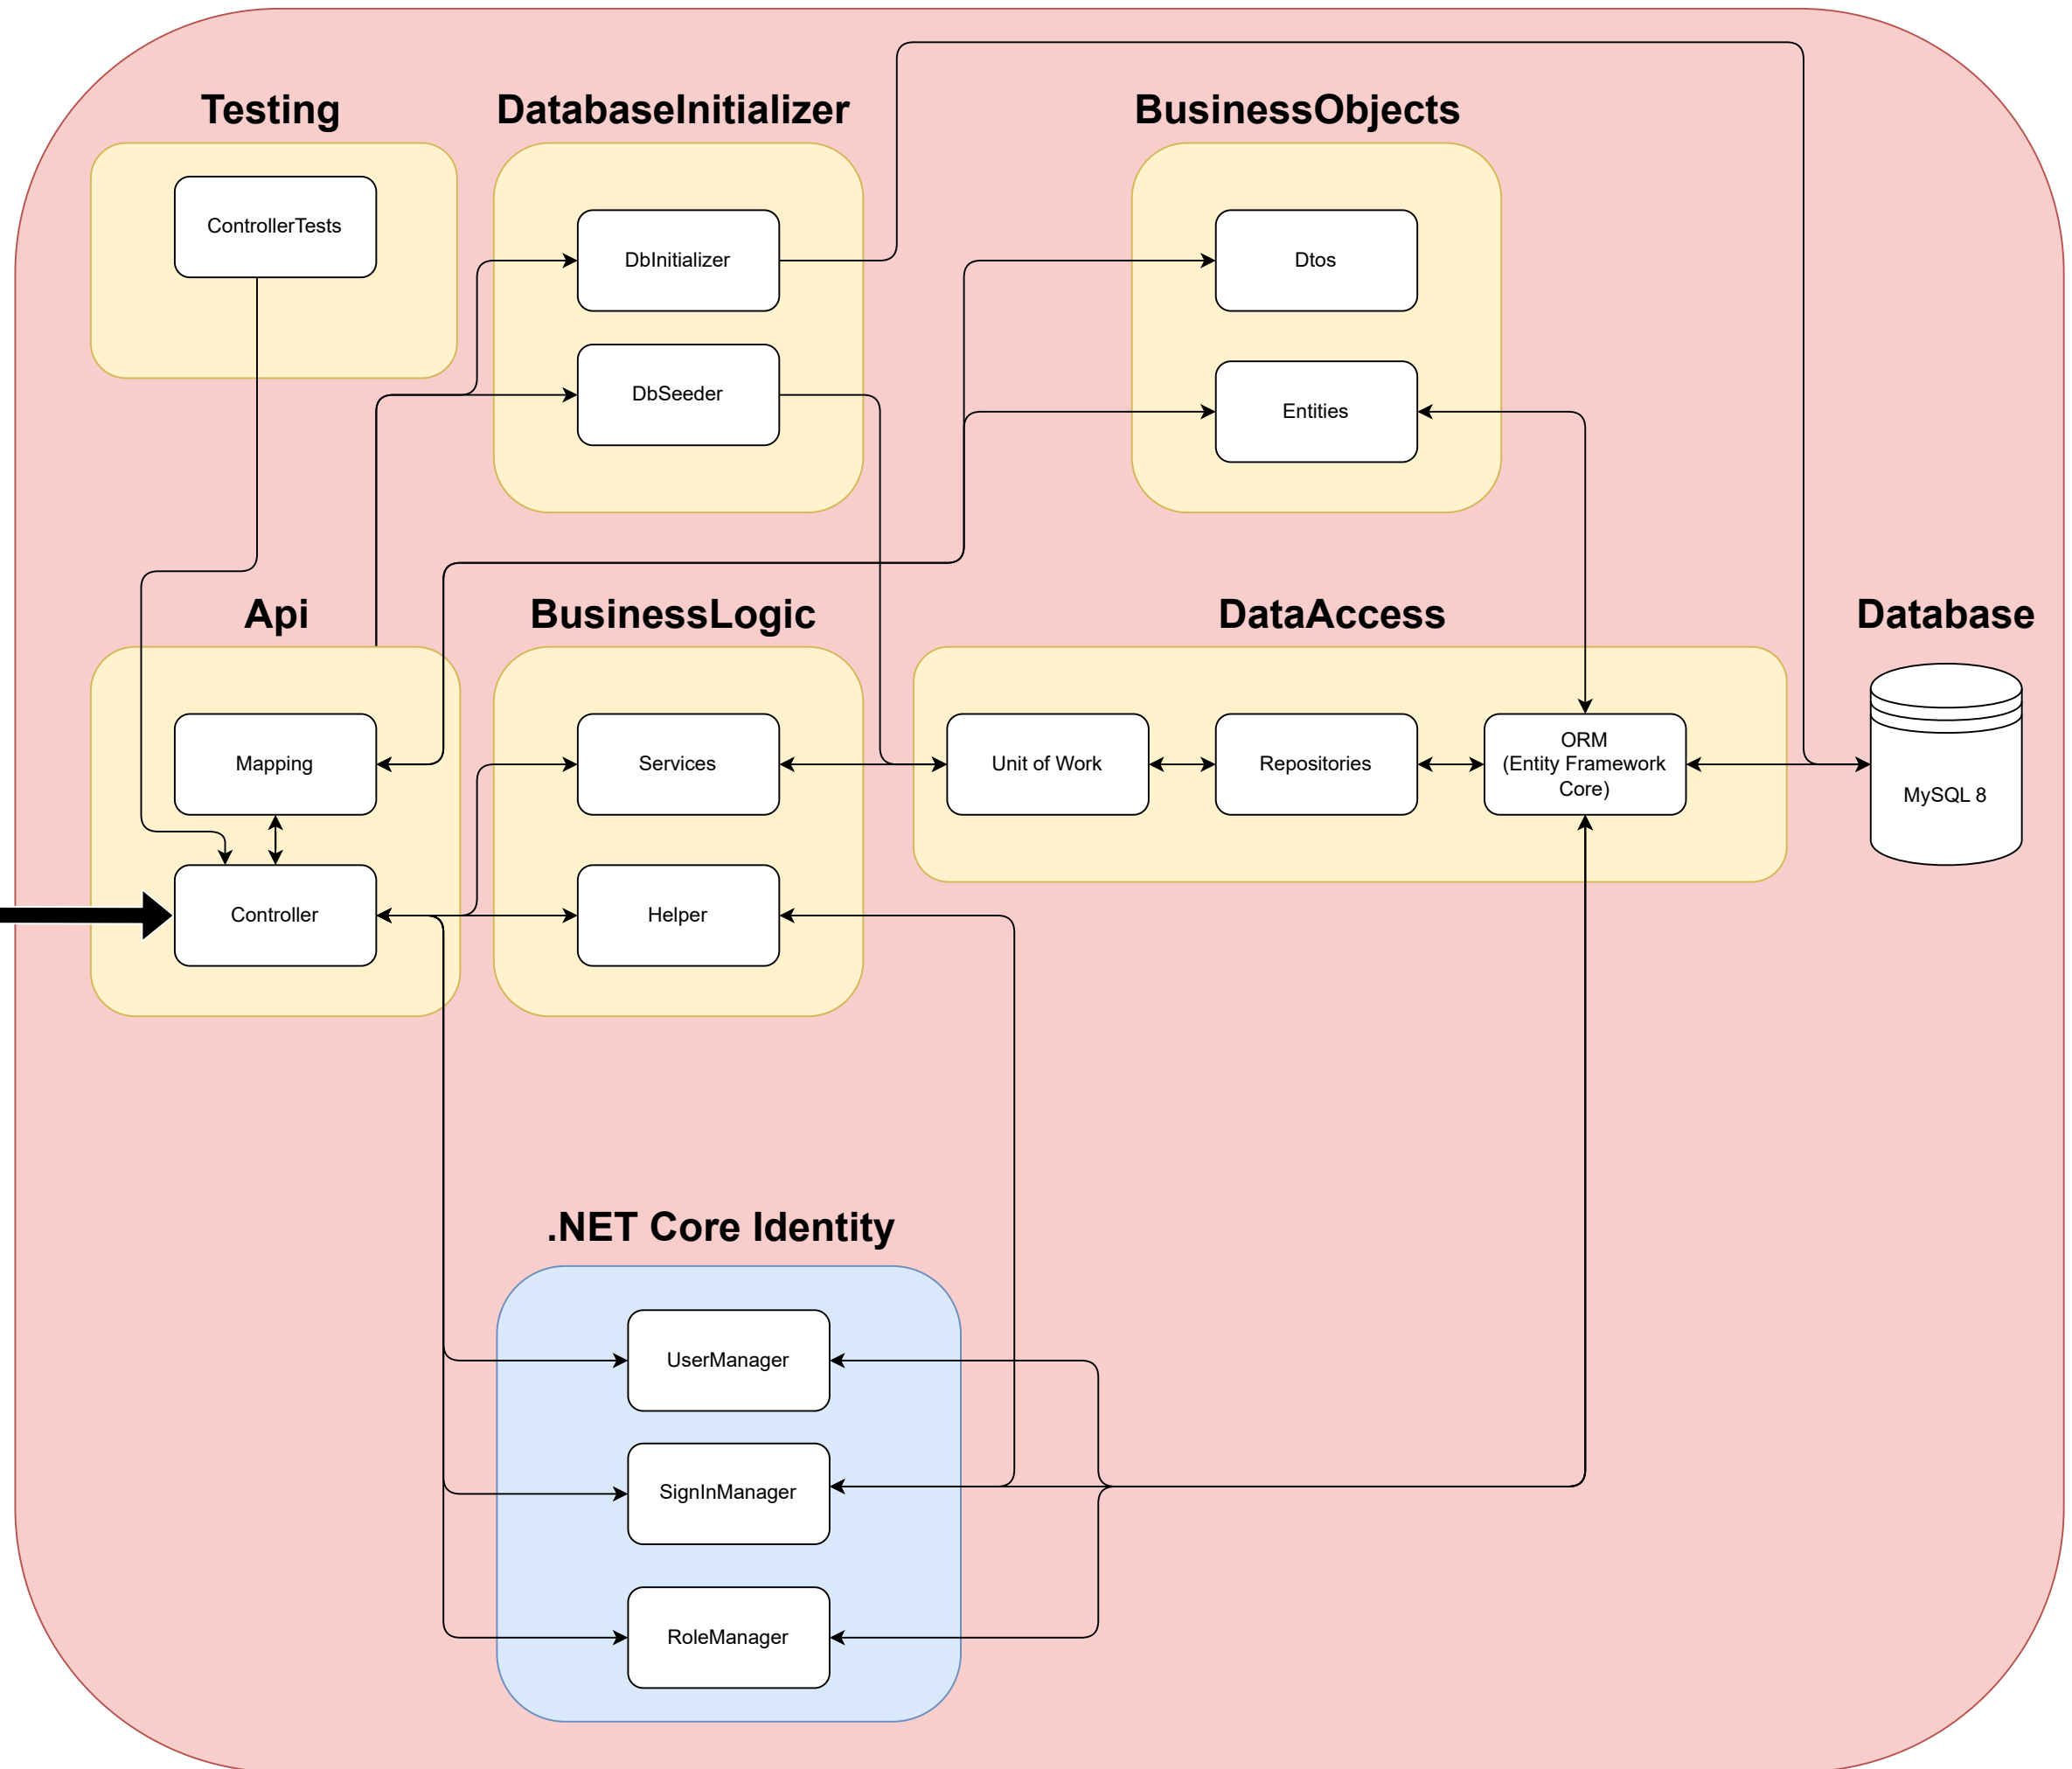 Testing
DatabaseInitializer
BusinessObjects
ControllerTests
DbInitializer
Dtos
DbSeeder
Entities
Api
BusinessLogic
DataAccess
Database
Mapping
Services
Unit of Work
Repositories
ORM
(Entity Framework
Core)
MySQL 8
Controller
Helper
.NET Core Identity
UserManager
SignInManager
RoleManager